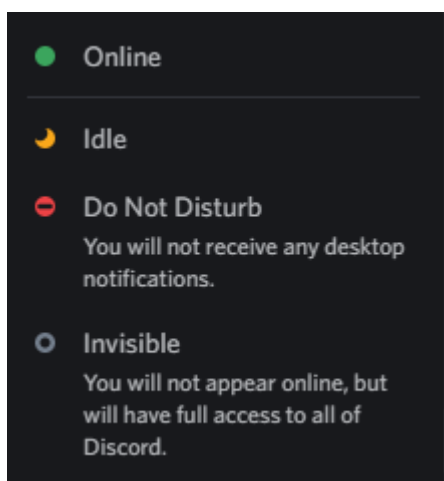 Online
Idle
Do Not Disturb
You will not receive any desktop
notifications.
Invisible
You will not appear online, but
will have full access to all of
Discord.